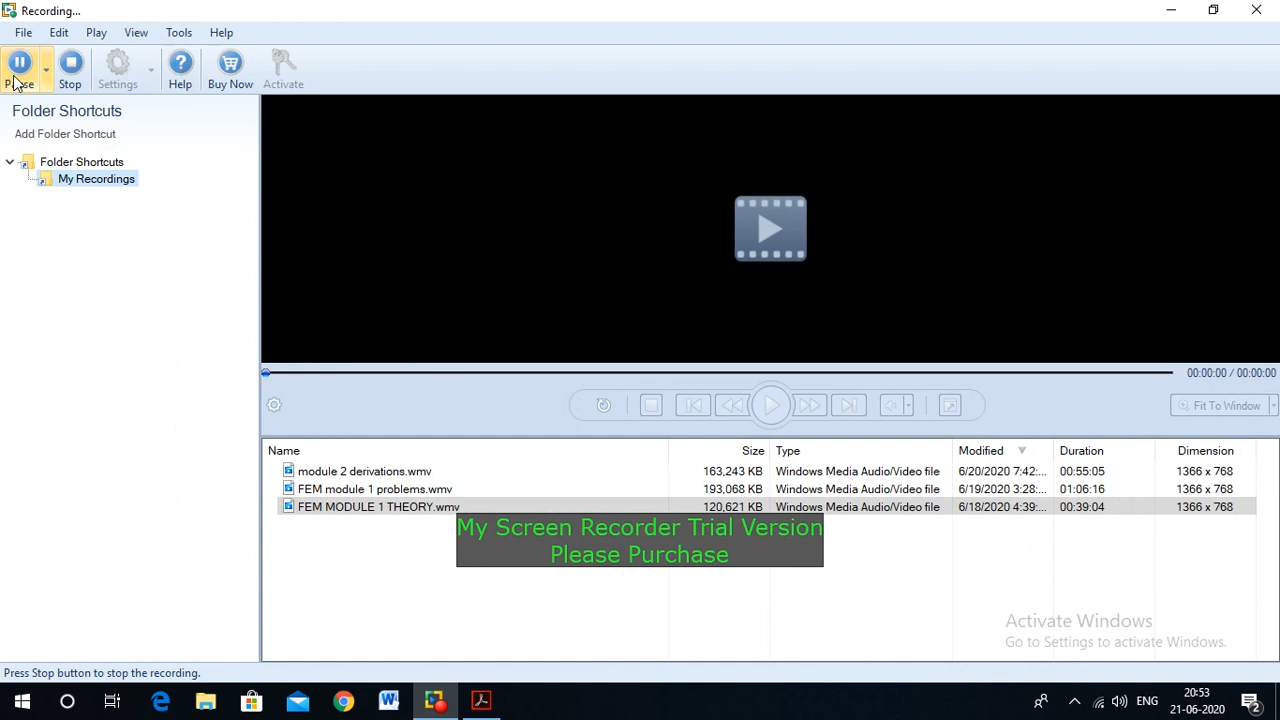 Recording...
File Edit Play View Tools Help
Pause Stop Settings Help Buy Now Activate
Folder Shortcuts
Add Folder Shortcut
Folder Shortcuts
My Recordings
00:00:00 / 00:00:00
Fit To Window
Name Size Type Modified Duration Dimension
module 2 derivations.wmv 163,243 KB Windows Media Audio/Video file 6/20/2020 7:42:... 00:55:05 1366 x 768
FEM module 1 problems.wmv 193,068 KB Windows Media Audio/Video file 6/19/2020 3:28:... 01:06:16 1366 x 768
FEM MODULE 1 THEORY.wmv 120,621 KB Windows Media Audio/Video file 6/18/2020 4:39:... 00:39:04 1366 x 768
My Screen Recorder Trial Version
Please Purchase
Activate Windows
Go to Settings to activate Windows.
Press Stop button to stop the recording.
ENG
20:53
21-06-2020
2